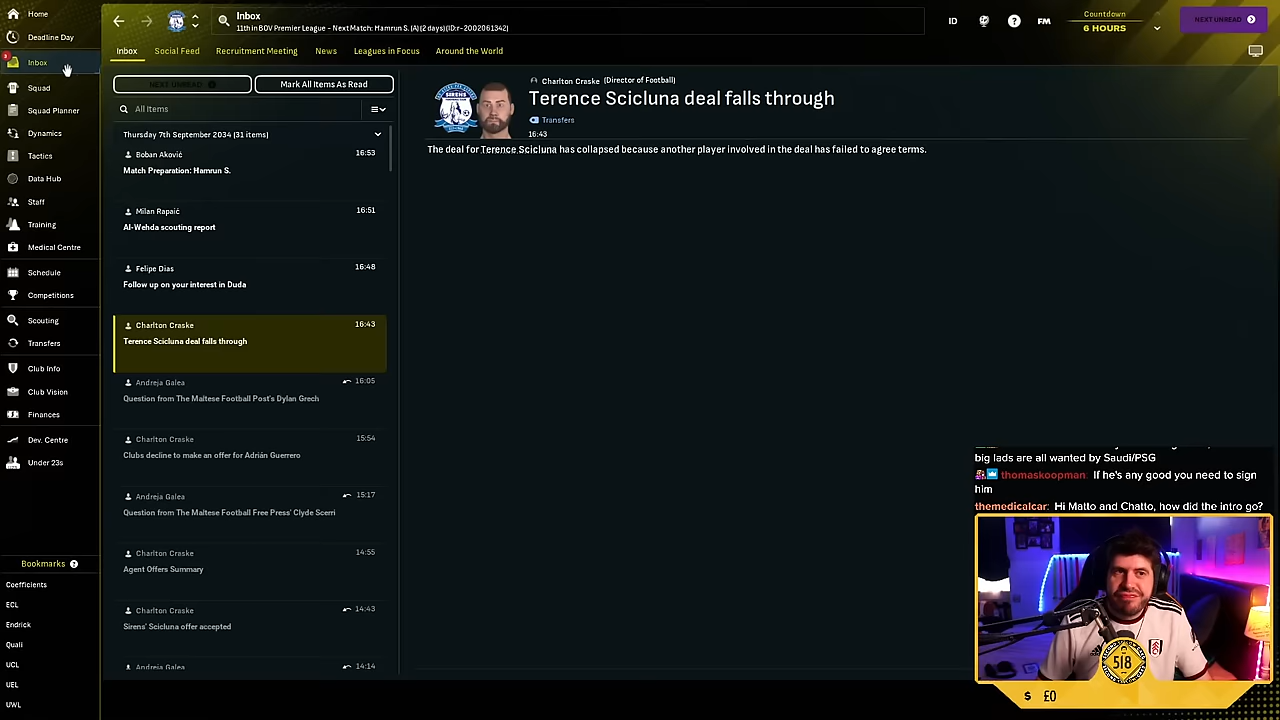 Home
Deadline Day
3
Inbox
Squad
Squad Planner
Dynamics
Tactics
Data Hub
Staff
Training
Medical Centre
Schedule
Competitions
Scouting
Transfers
Club Info
Club Vision
Finances
Dev. Centre
Under 23s
Bookmarks ?
Coefficients
ECL
Endrick
Quali
UCL
UEL
UWL
Inbox
11th in BOV Premier League - Next Match: Hamrun S. (A) (2 days) (ID:r-2002061342)
ID
?
FM
Countdown
6 HOURS
NEXT UNREAD
Inbox
Social Feed
Recruitment Meeting
News
Leagues in Focus
Around the World
NEXT UNREAD
Mark All Items As Read
All Items
Thursday 7th September 2034 (31 items)
Boban Aković 16:53
Match Preparation: Hamrun S.
Milan Rapaić 16:51
Al-Wehda scouting report
Felipe Dias 16:48
Follow up on your interest in Duda
Charlton Craske 16:43
Terence Scicluna deal falls through
Andreja Galea 16:05
Question from The Maltese Football Post's Dylan Grech
Charlton Craske 15:54
Clubs decline to make an offer for Adrián Guerrero
Andreja Galea 15:17
Question from The Maltese Football Free Press' Clyde Scerri
Charlton Craske 14:55
Agent Offers Summary
Charlton Craske 14:43
Sirens' Scicluna offer accepted
Andreja Galea 14:14
SIRENS
Charlton Craske (Director of Football)
Terence Scicluna deal falls through
Transfers
16:43
The deal for Terence Scicluna has collapsed because another player involved in the deal has failed to agree terms.
big lads are all wanted by Saudi/PSG
thomaskoopman: If he's any good you need to sign
him
themedicalcar: Hi Matto and Chatto, how did the intro go?
518
$ £0